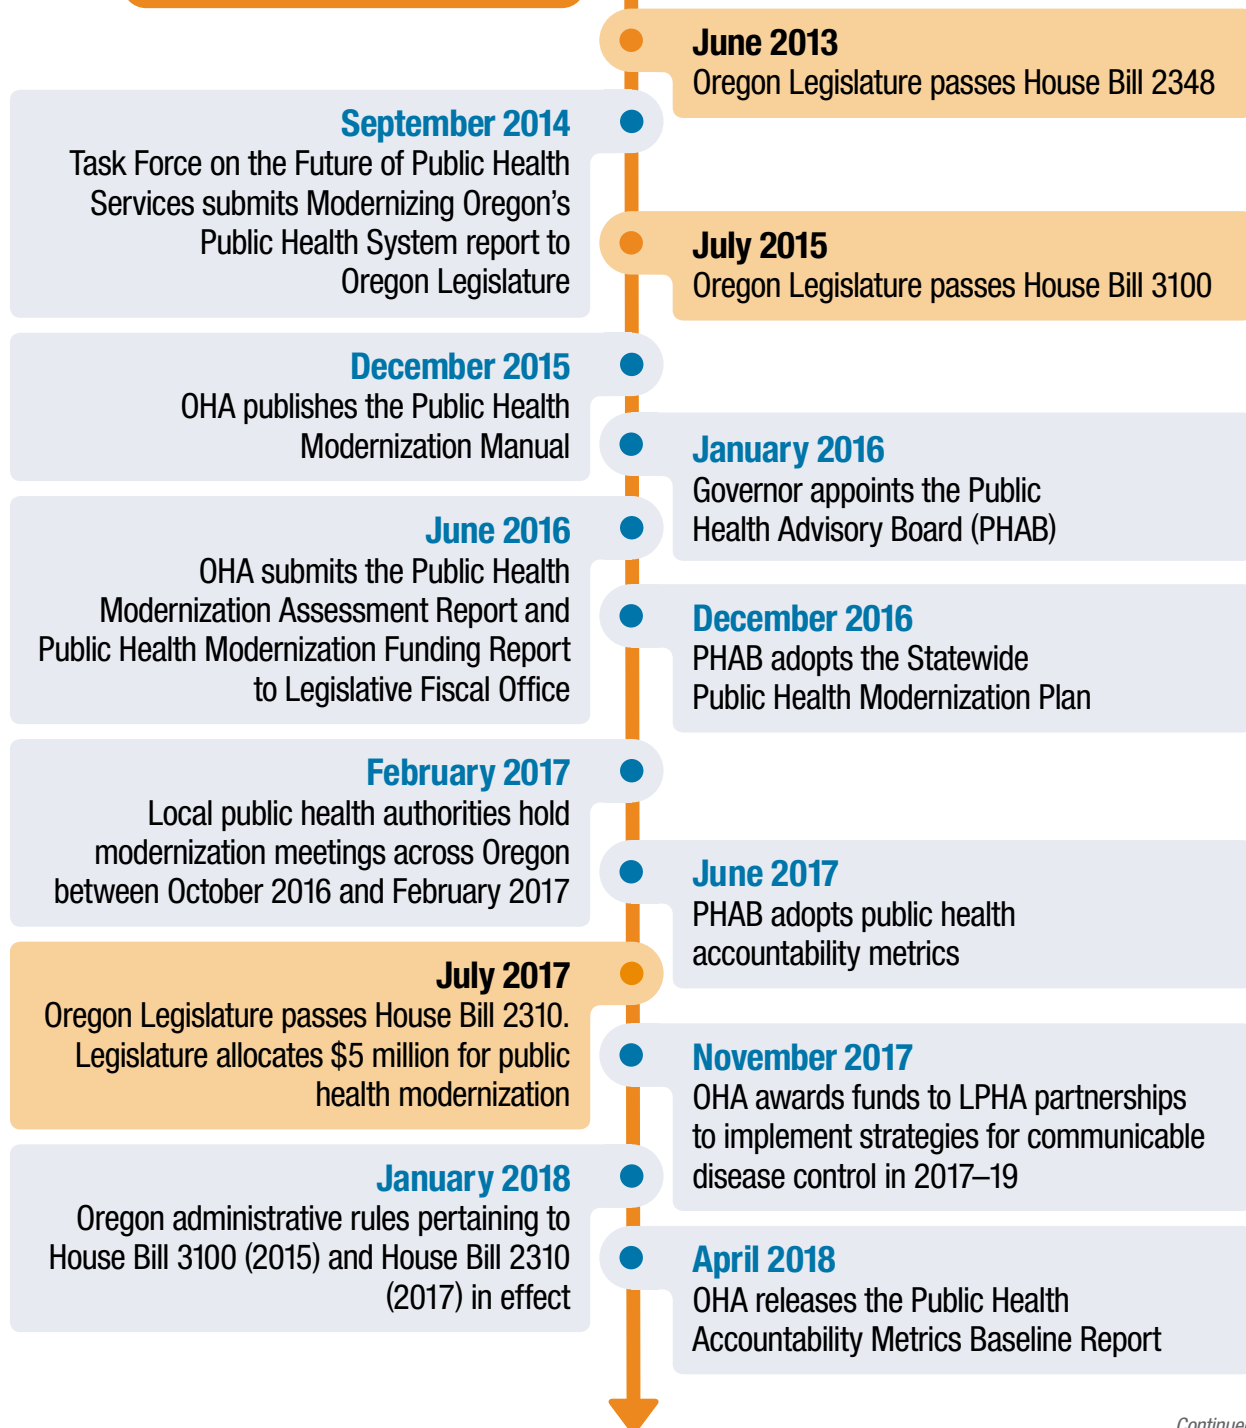 June 2013
Oregon Legislature passes House Bill 2348
September 2014
Task Force on the Future of Public Health
Services submits Modernizing Oregon's
Public Health System report to
Oregon Legislature
July 2015
Oregon Legislature passes House Bill 3100
December 2015
OHA publishes the Public Health
Modernization Manual
January 2016
Governor appoints the Public
Health Advisory Board (PHAB)
June 2016
OHA submits the Public Health
Modernization Assessment Report and
Public Health Modernization Funding Report
to Legislative Fiscal Office
December 2016
PHAB adopts the Statewide
Public Health Modernization Plan
February 2017
Local public health authorities hold
modernization meetings across Oregon
between October 2016 and February 2017
June 2017
PHAB adopts public health
accountability metrics
July 2017
Oregon Legislature passes House Bill 2310.
Legislature allocates $5 million for public
health modernization
November 2017
OHA awards funds to LPHA partnerships
to implement strategies for communicable
disease control in 2017–19
January 2018
Oregon administrative rules pertaining to
House Bill 3100 (2015) and House Bill 2310
(2017) in effect
April 2018
OHA releases the Public Health
Accountability Metrics Baseline Report
Continued